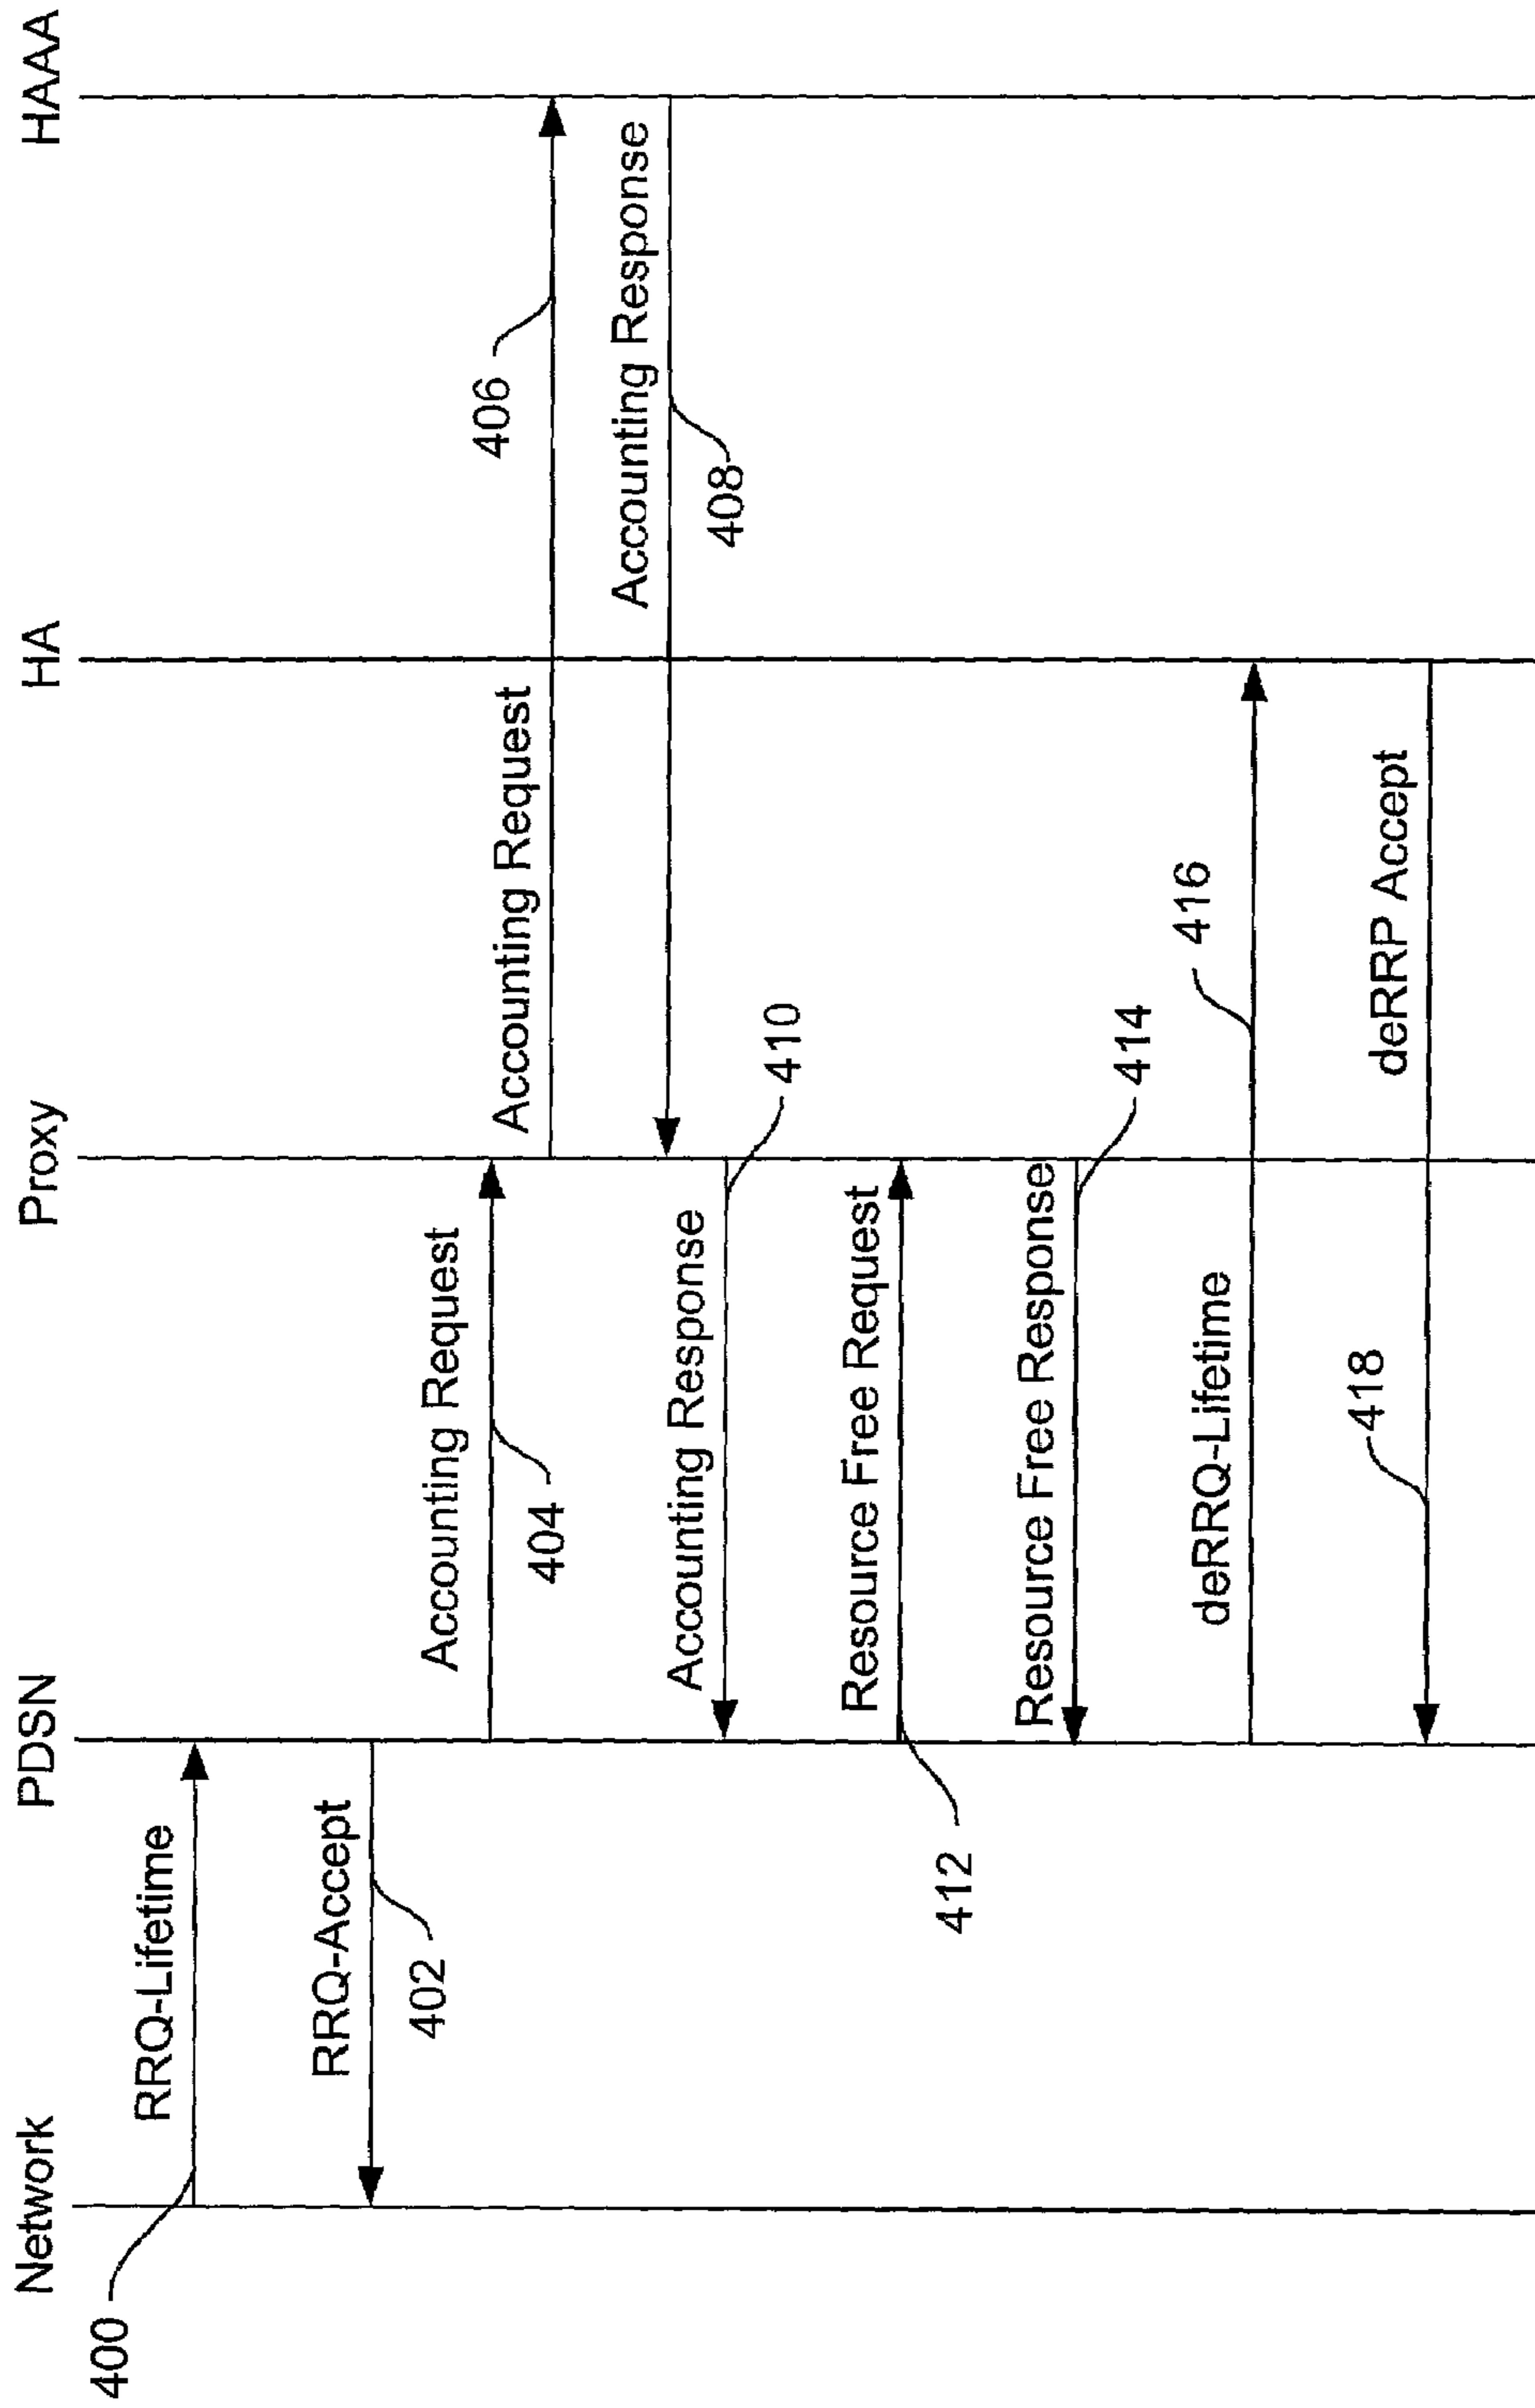 Network
PDSN
Proxy
HA
HAAA
400
RRQ-Lifetime
RRQ-Accept
402
Accounting Request
404
Accounting Request
406
Accounting Response
408
Accounting Response
410
Resource Free Request
412
Resource Free Response
414
deRRQ-Lifetime
416
deRRP Accept
418